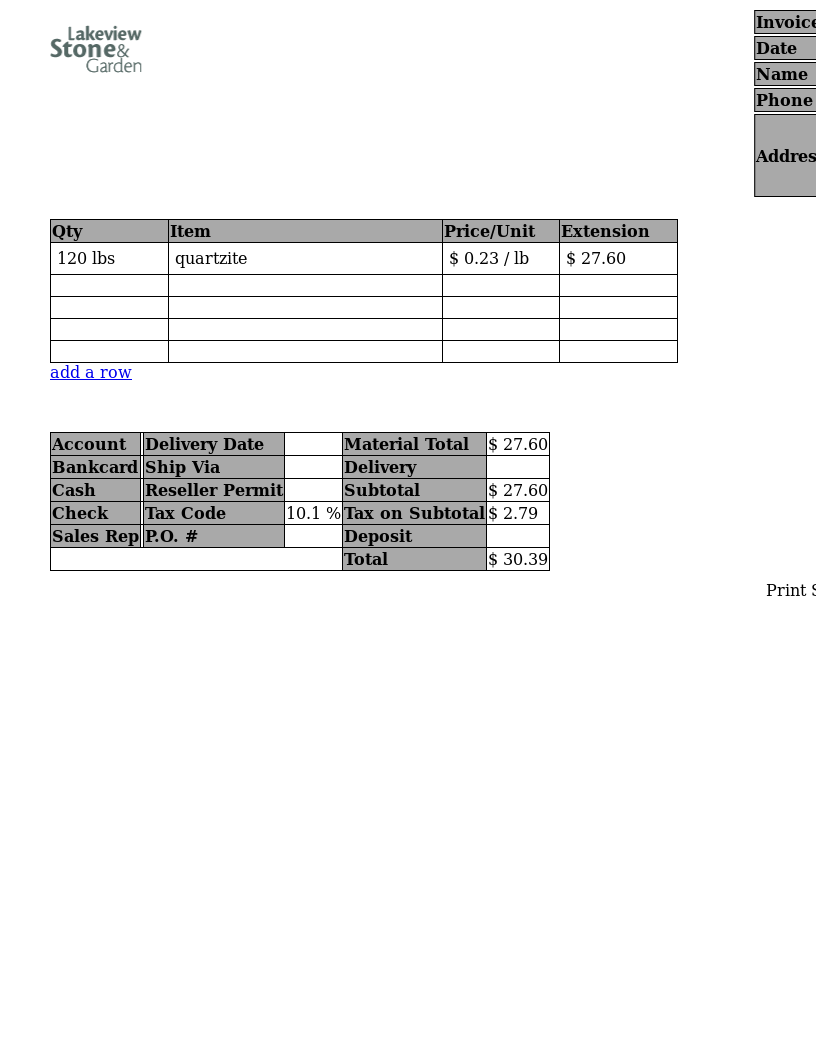 Lakeview
Stone&
Garden
Invoice
Date
Name
Phone
Addres
Qty Item Price/Unit Extension
120 lbs quartzite $ 0.23 / lb $ 27.60
add a row
Account Delivery Date Material Total $ 27.60
Bankcard Ship Via Delivery
Cash Reseller Permit Subtotal $ 27.60
Check Tax Code 10.1 % Tax on Subtotal $ 2.79
Sales Rep P.O. # Deposit
Total $ 30.39
Print S